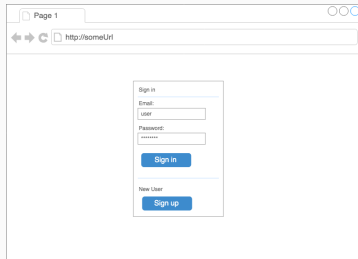 Page 1
http://someUrl
Sign in
Email:
user
Password:
********
Sign in
New User
Sign up